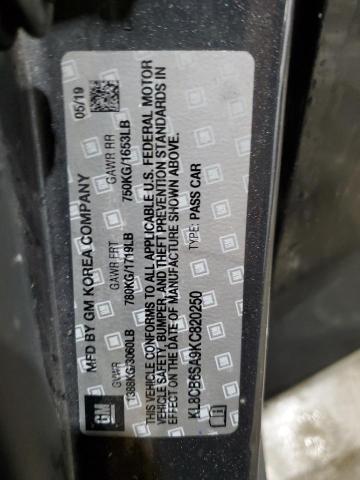 GM
MFD BY GM KOREA COMPANY 05/19
GVWR GAWR FRT GAWR RR
1388KG/3060LB 780KG/1719LB 750KG/1653LB
THIS VEHICLE CONFORMS TO ALL APPLICABLE U.S. FEDERAL MOTOR
VEHICLE SAFETY, BUMPER, AND THEFT PREVENTION STANDARDS IN
EFFECT ON THE DATE OF MANUFACTURE SHOWN ABOVE.
KL8CB6SA9KC820250 TYPE: PASS CAR